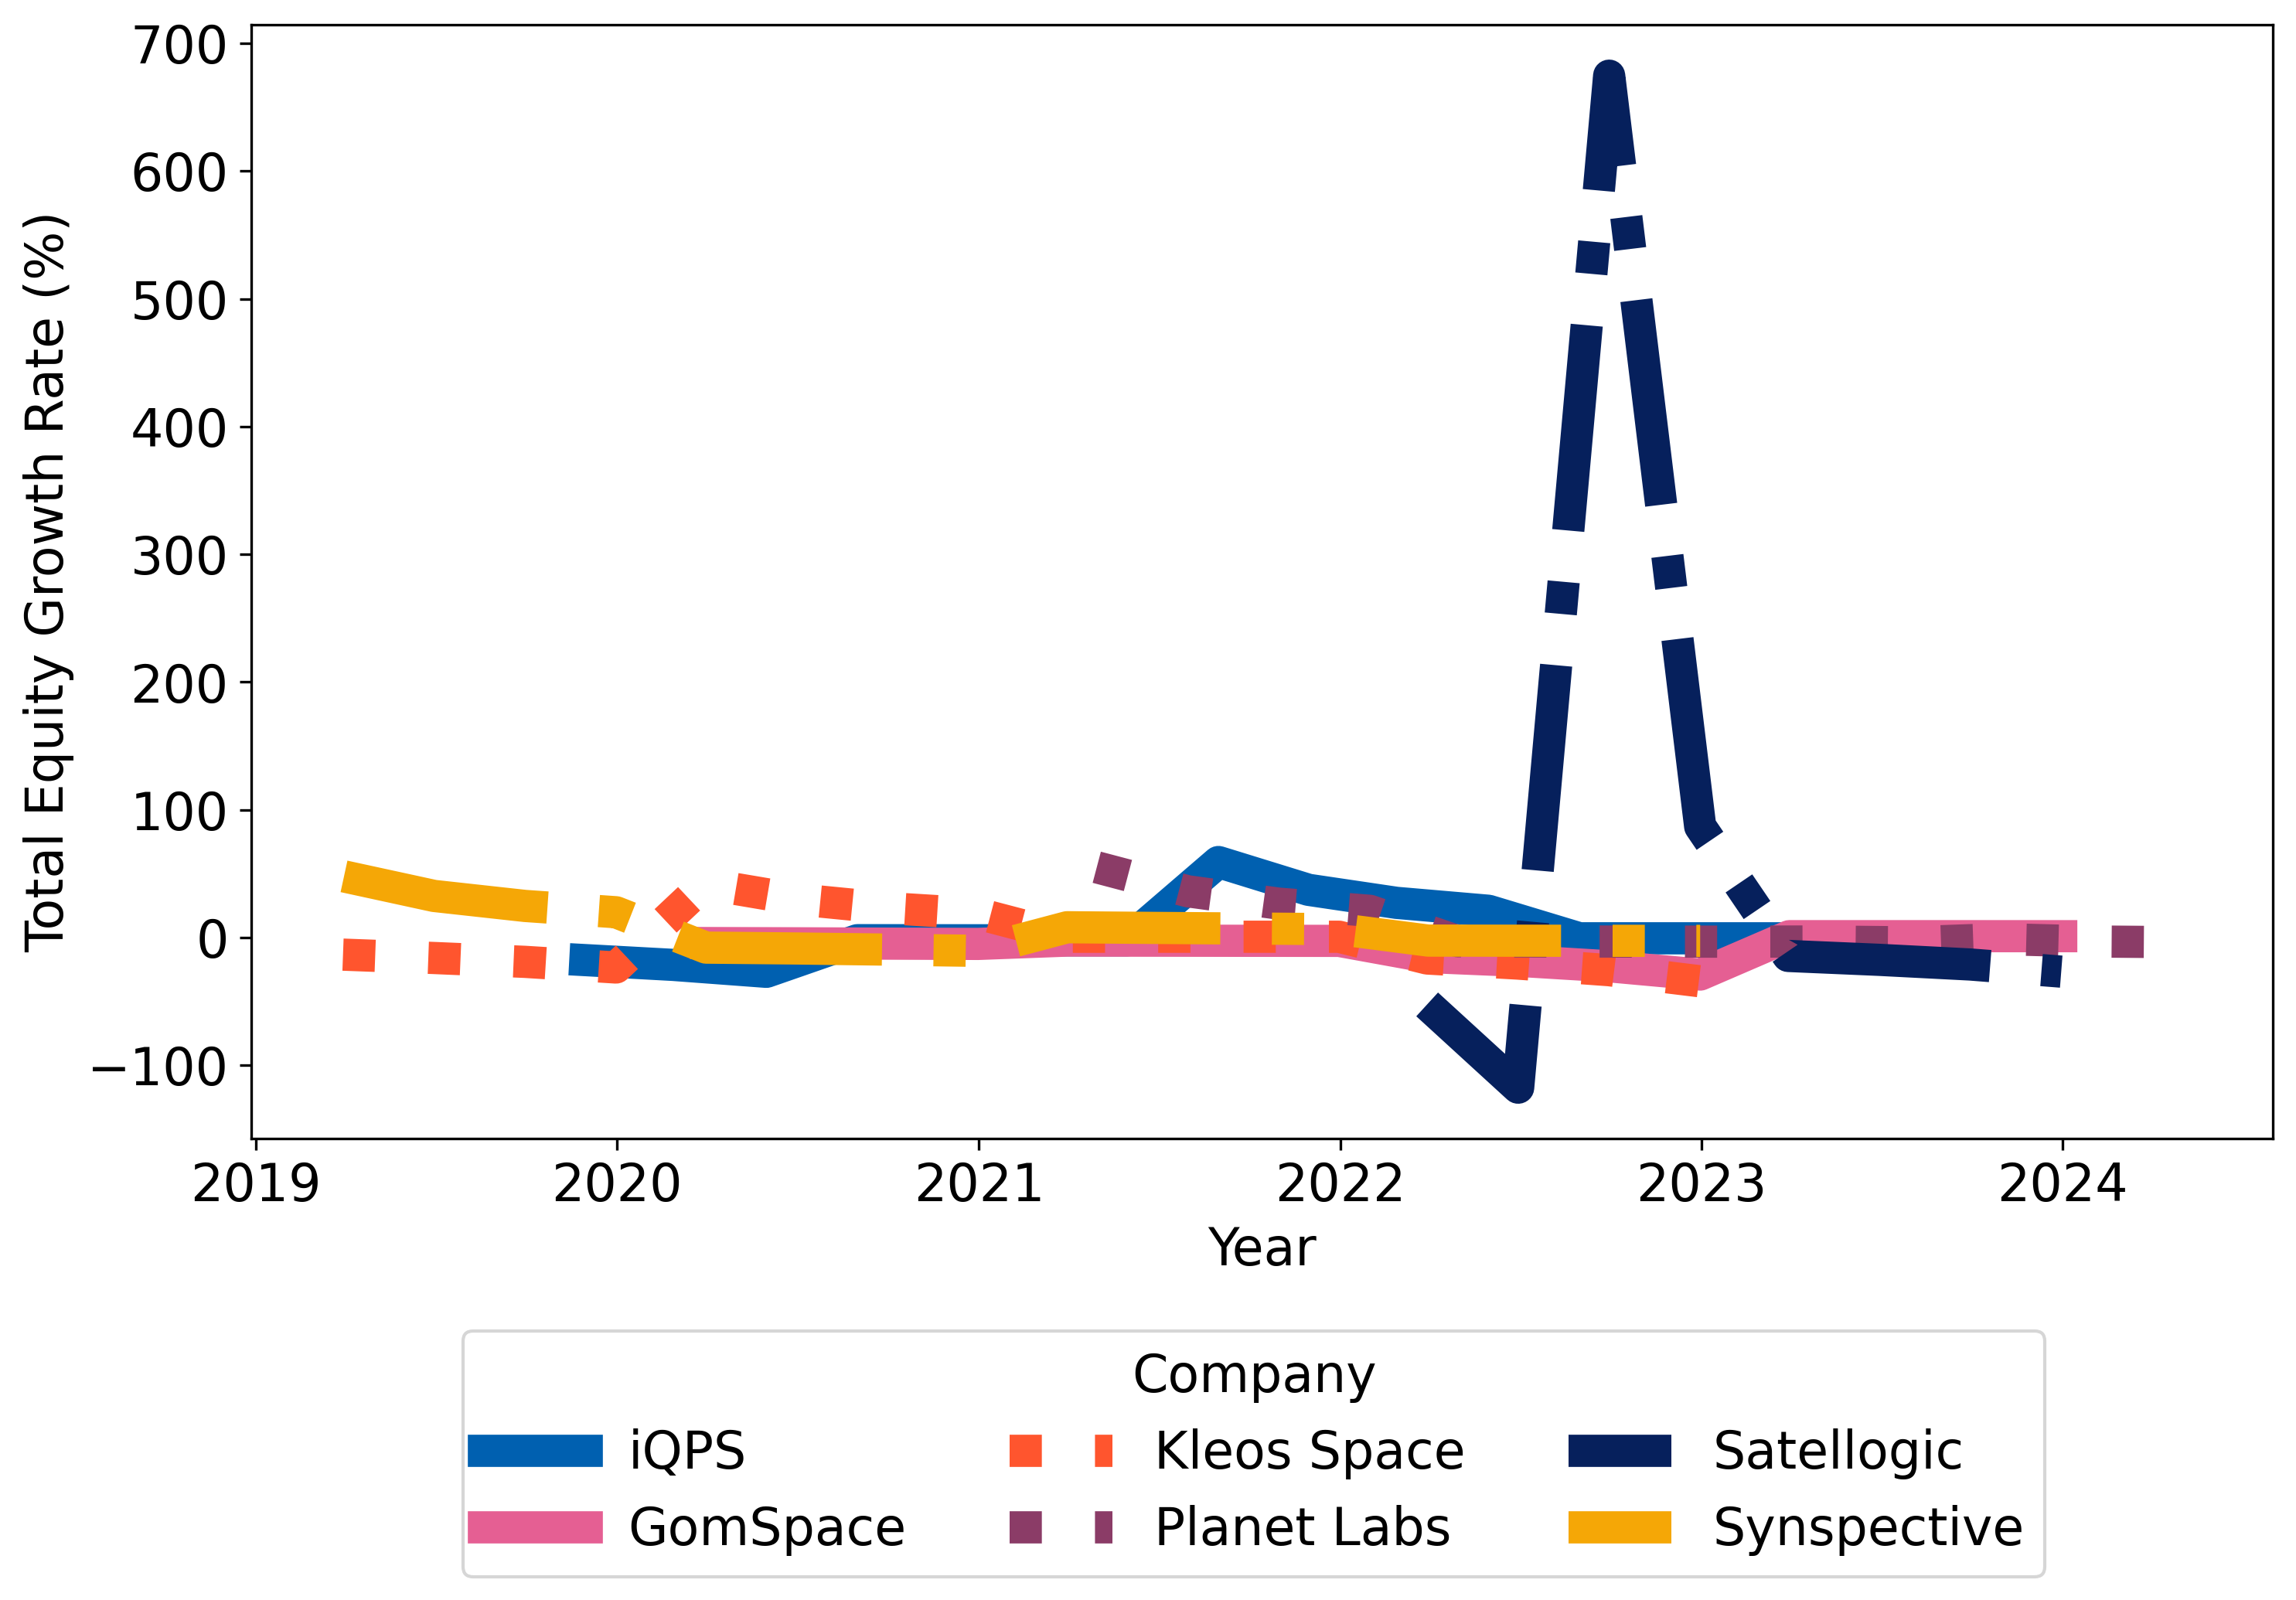 Total Equity Growth Rate (%)
700
600
500
400
300
200
100
0
−100
2019 2020 2021 2022 2023 2024
Year
Company
iQPS Kleos Space Satellogic
GomSpace Planet Labs Synspective